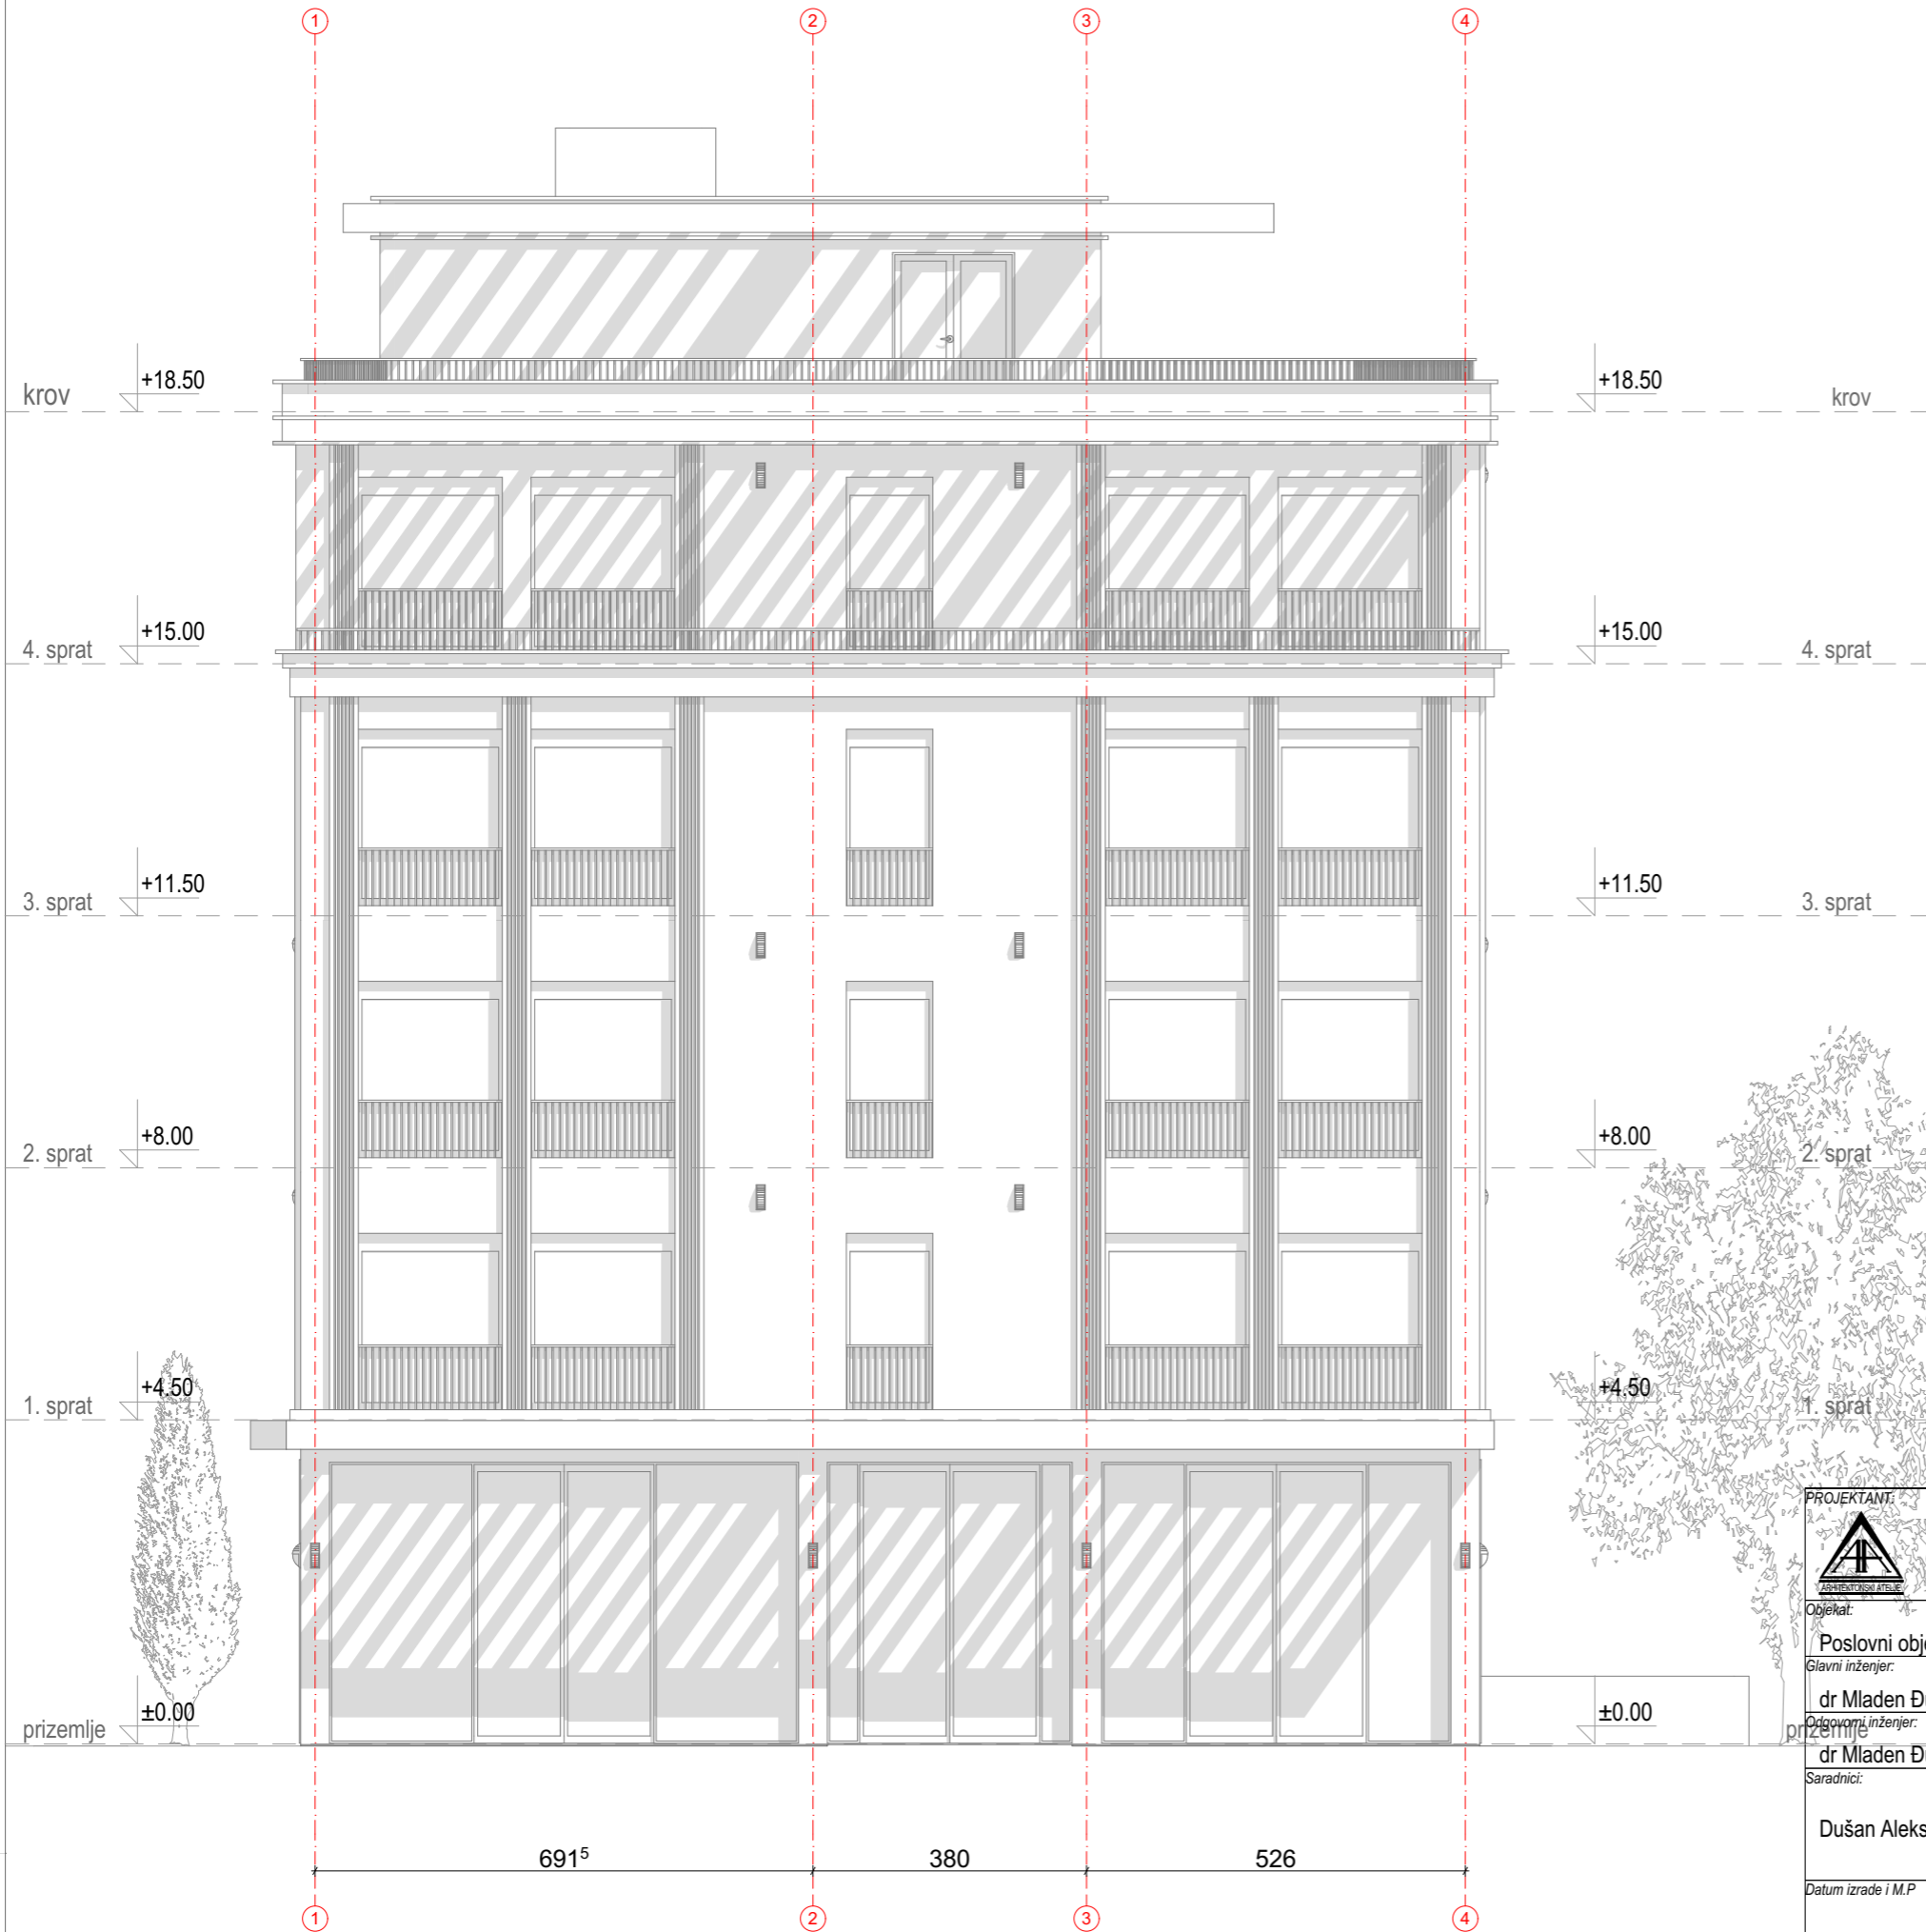 1 2 3 4
krov +18.50 +18.50 krov
4. sprat +15.00 +15.00 4. sprat
3. sprat +11.50 +11.50 3. sprat
2. sprat +8.00 +8.00 2. sprat
1. sprat +4.50 +4.50 1. sprat
prizemlje ±0.00 ±0.00 prizemlje
691⁵ 380 526
1 2 3 4
PROJEKTANT:
ARHITEKTONSKI ATELJE
Objekat:
Poslovni obj
Glavni inženjer:
dr Mladen Đ
Odgovorni inženjer:
dr Mladen Đ
Saradnici:
Dušan Aleks
Datum izrade i M.P